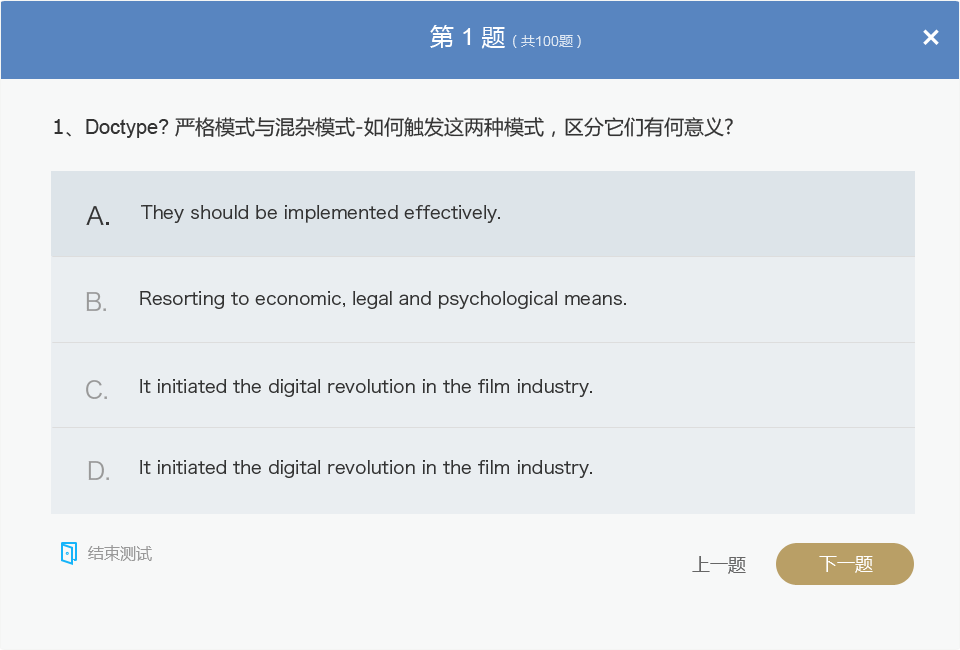 第 1 题 ( 共100题 )
1、Doctype? 严格模式与混杂模式-如何触发这两种模式，区分它们有何意义?
A. They should be implemented effectively.
B. Resorting to economic, legal and psychological means.
C. It initiated the digital revolution in the film industry.
D. It initiated the digital revolution in the film industry.
结束测试
上一题 下一题